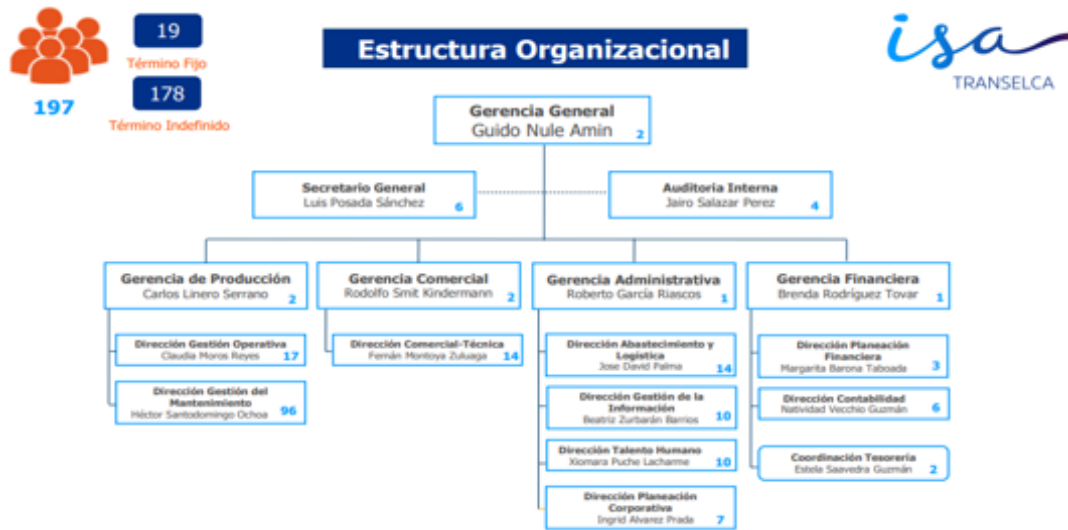 197
19
Término Fijo
178
Término Indefinido
Estructura Organizacional
isa
TRANSELCA
Gerencia General
Guido Nule Amin 2
Secretario General
Luis Posada Sánchez 6
Auditoria Interna
Jairo Salazar Perez 4
Gerencia de Producción
Carlos Linero Serrano 2
Dirección Gestión Operativa
Claudia Moros Reyes 17
Dirección Gestión del
Mantenimiento
Héctor Santodomingo Ochoa 96
Gerencia Comercial
Rodolfo Smit Kindermann 2
Dirección Comercial-Técnica
Fernán Montoya Zuluaga 14
Gerencia Administrativa
Roberto García Riascos 1
Dirección Abastecimiento y
Logística
Jose David Palma 14
Dirección Gestión de la
Información
Beatriz Zurbarán Barrios 10
Dirección Talento Humano
Xiomara Puche Lacharme 10
Dirección Planeación
Corporativa
Ingrid Alvarez Prada 7
Gerencia Financiera
Brenda Rodríguez Tovar 1
Dirección Planeación
Financiera
Margarita Barona Taboada 3
Dirección Contabilidad
Natividad Vecchio Guzmán 6
Coordinación Tesorería
Estela Saavedra Guzmán 2